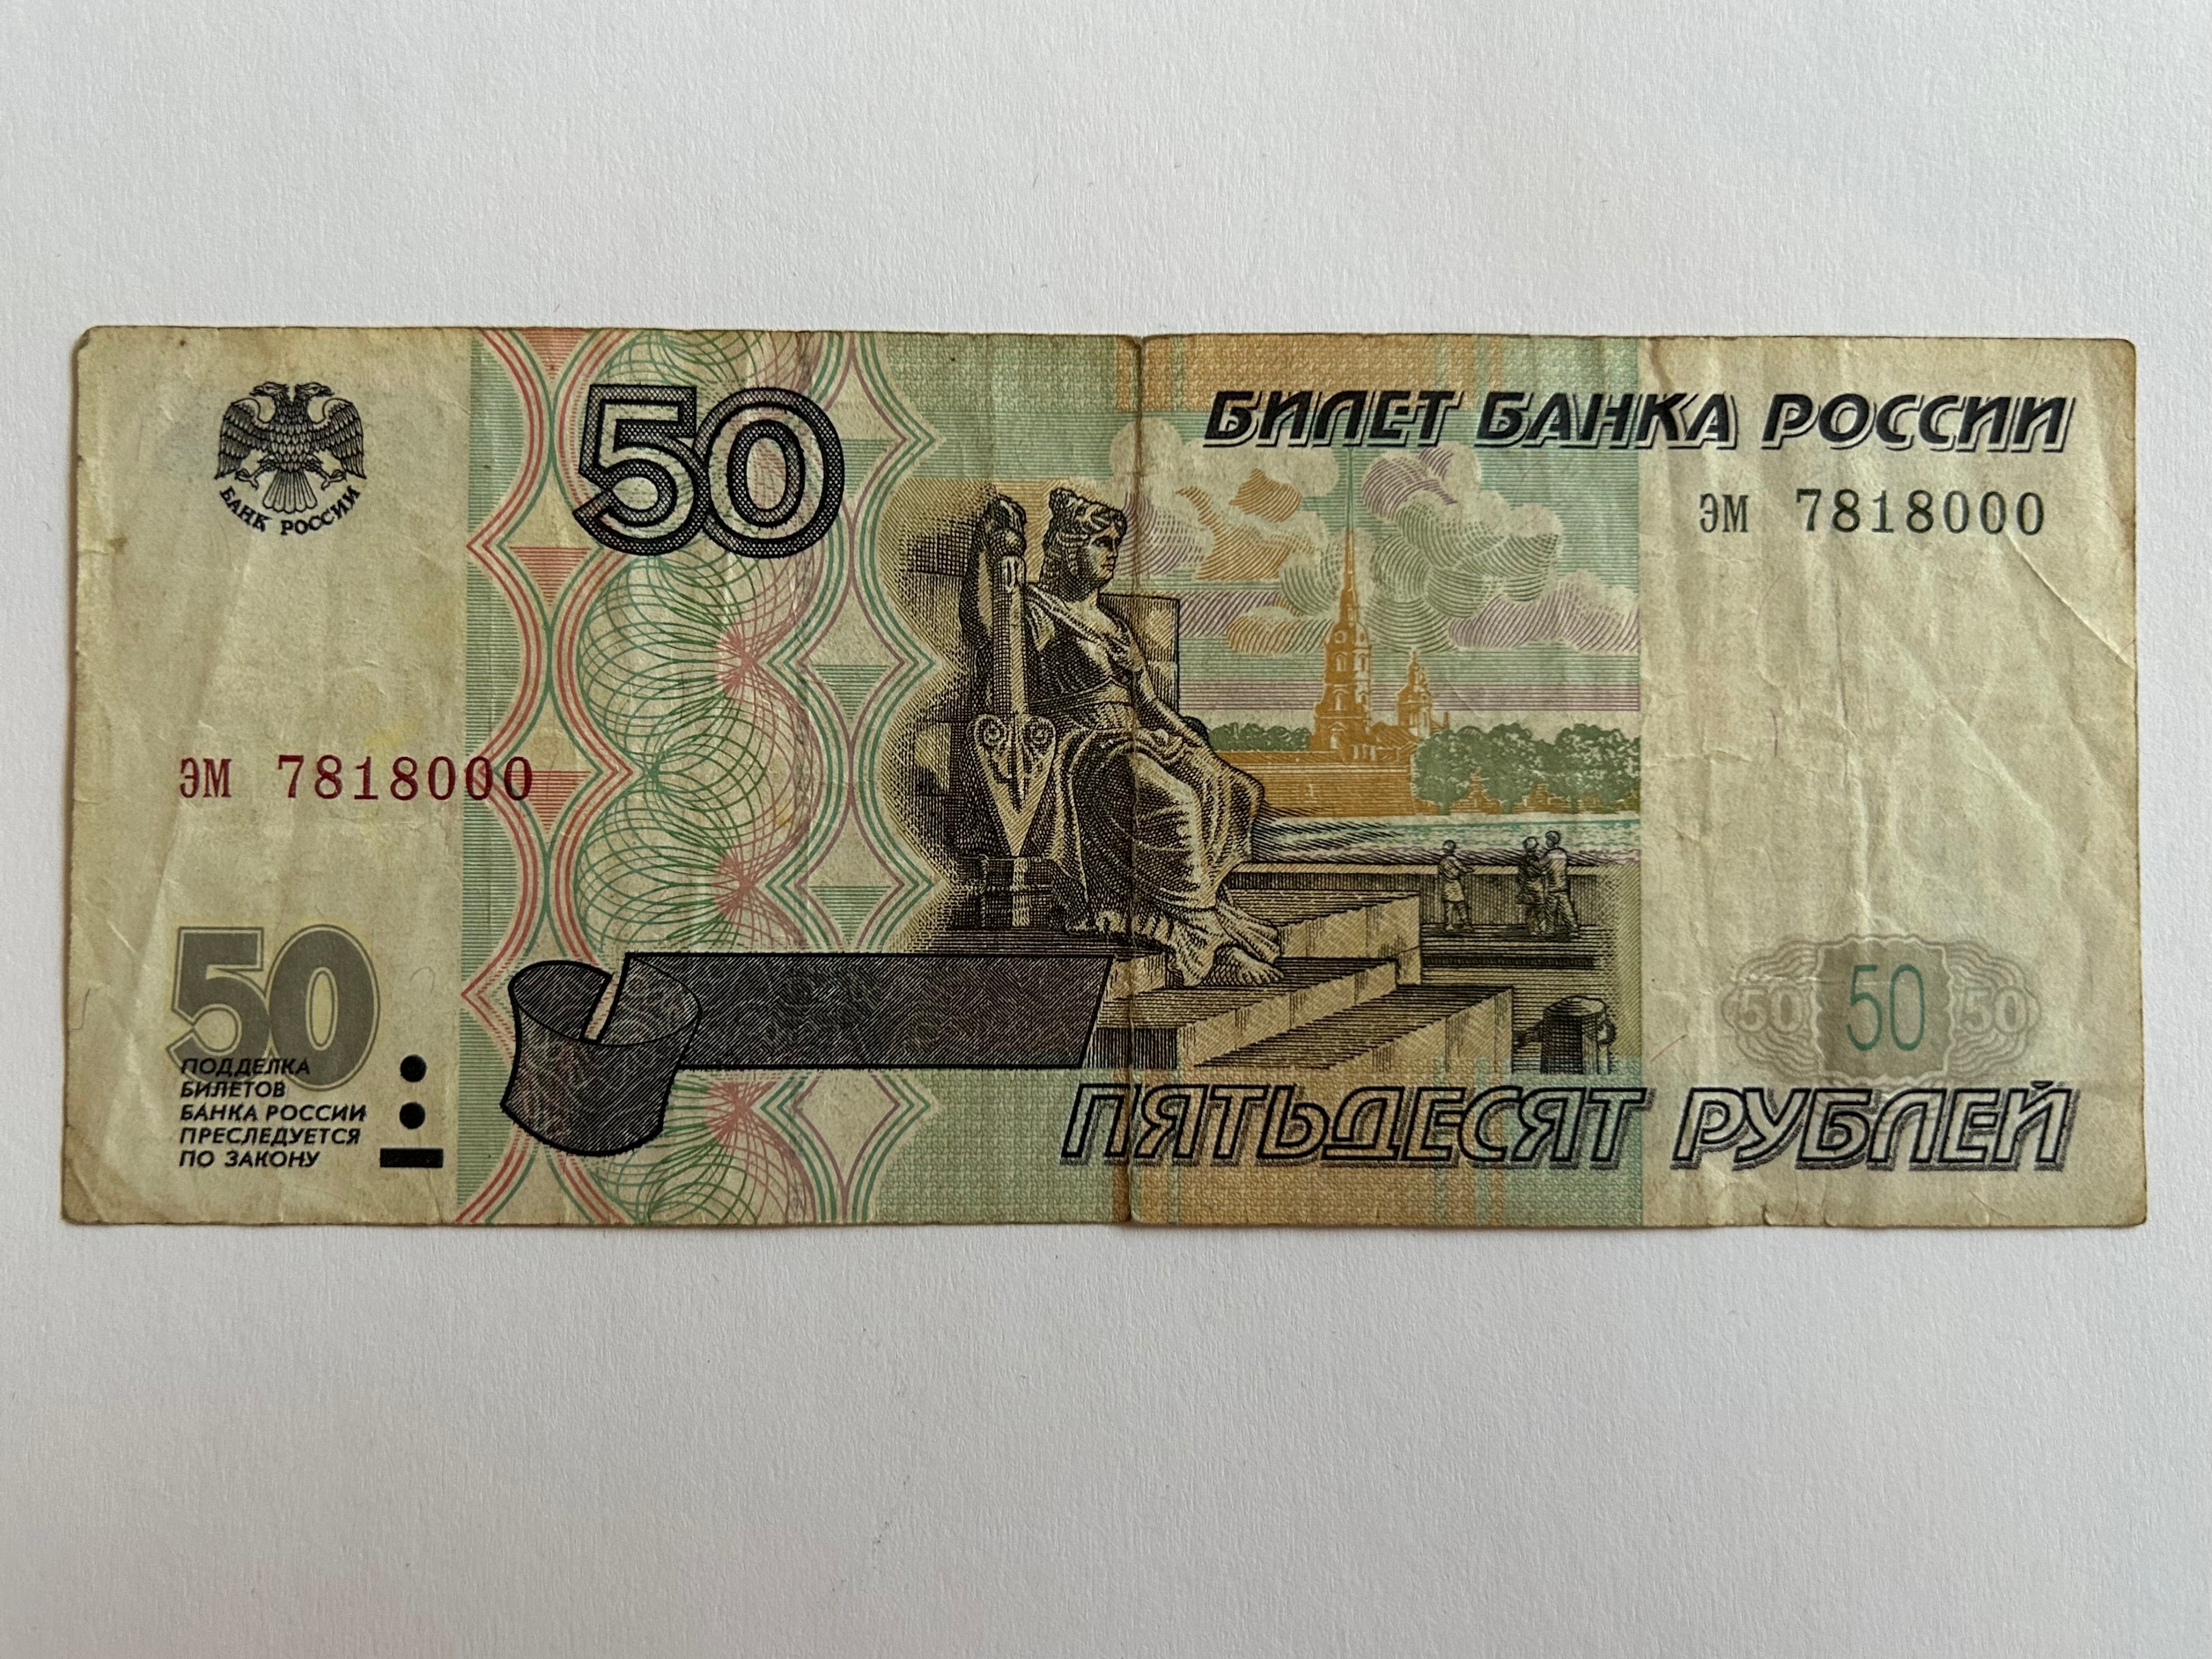 БАНК РОССИИ
50
БИЛЕТ БАНКА РОССИИ
эм 7818000
эм 7818000
50
ПОДДЕЛКА
БИЛЕТОВ
БАНКА РОССИИ
ПРЕСЛЕДУЕТСЯ
ПО ЗАКОНУ
50 50 50
ПЯТЬДЕСЯТ РУБЛЕЙ